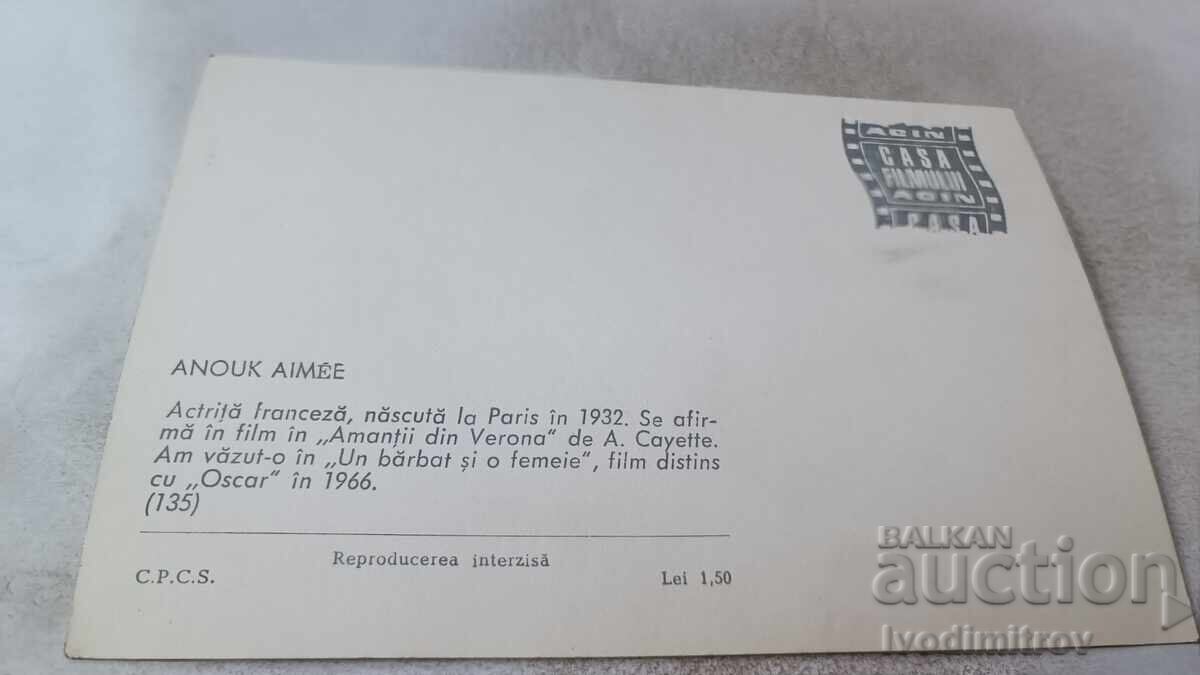 ACIN
CASA
FILMULUI
ACIN
CASA
ANOUK AIMÉE
Actriță franceză, născută la Paris în 1932. Se afir-
mă în film în „Amanții din Verona“ de A. Cayette.
Am văzut-o în „Un bărbat și o femeie“, film distins
cu „Oscar“ în 1966.
(135)
Reproducerea interzisă
C.P.C.S. Lei 1,50
BALKAN
auction
Ivodimitrov